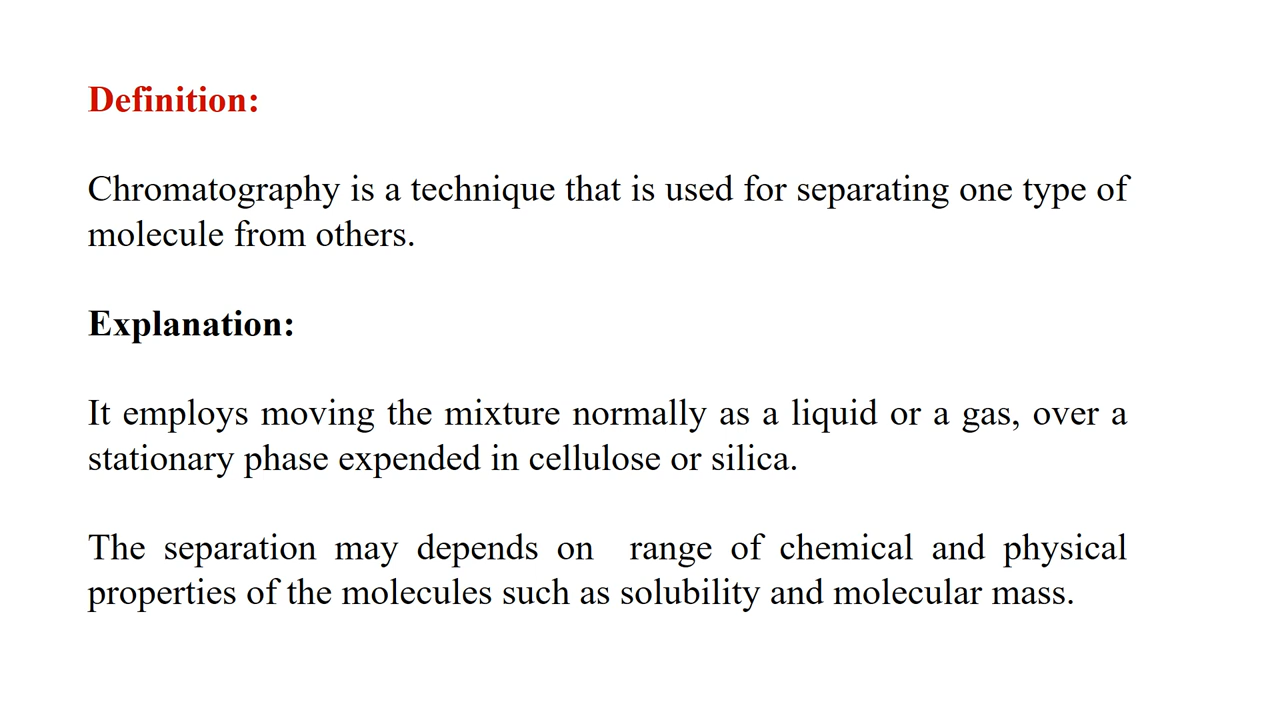 Definition:
Chromatography is a technique that is used for separating one type of
molecule from others.
Explanation:
It employs moving the mixture normally as a liquid or a gas, over a
stationary phase expended in cellulose or silica.
The separation may depends on  range of chemical and physical
properties of the molecules such as solubility and molecular mass.